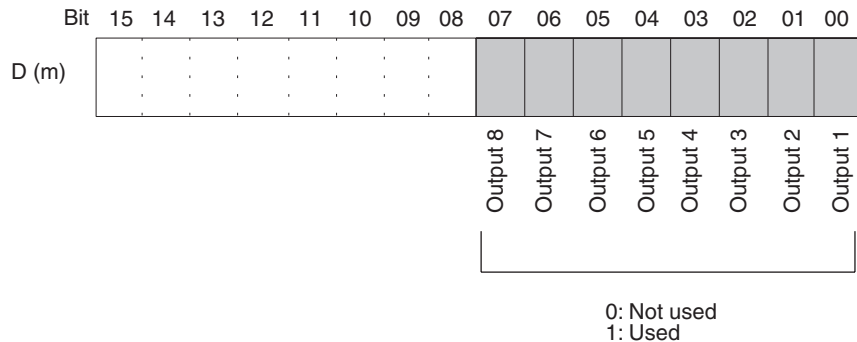 Bit 15 14 13 12 11 10 09 08 07 06 05 04 03 02 01 00
D (m)
Output 8
Output 7
Output 6
Output 5
Output 4
Output 3
Output 2
Output 1
0: Not used
1: Used